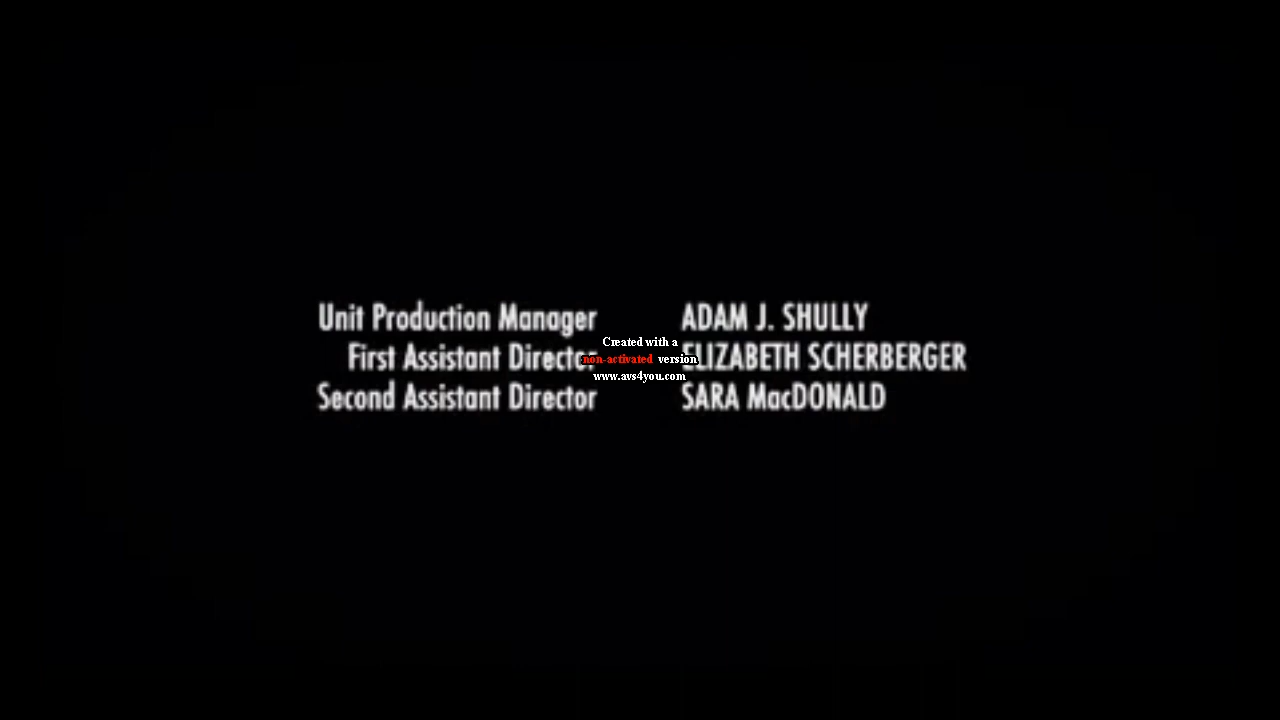 Unit Production Manager ADAM J. SHULLY
Created with a
First Assistant Director ELIZABETH SCHERBERGER
non-activated version
www.avs4you.com
Second Assistant Director SARA MacDONALD